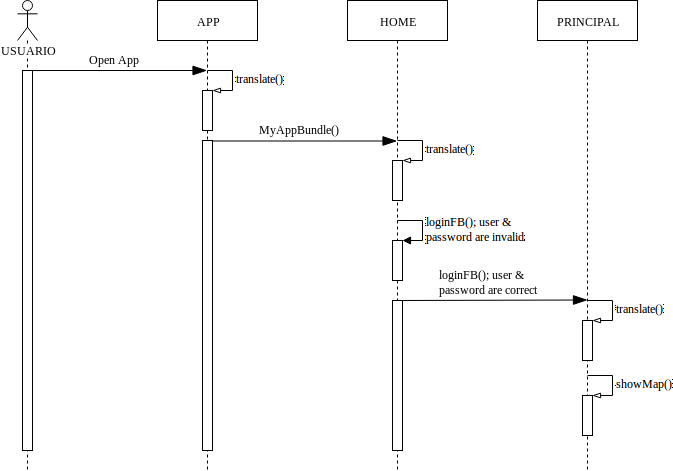 APP
HOME
PRINCIPAL
USUARIO
Open App
translate()
MyAppBundle()
translate()
loginFB(); user &
password are invalid
loginFB(); user &
password are correct
translate()
showMap()